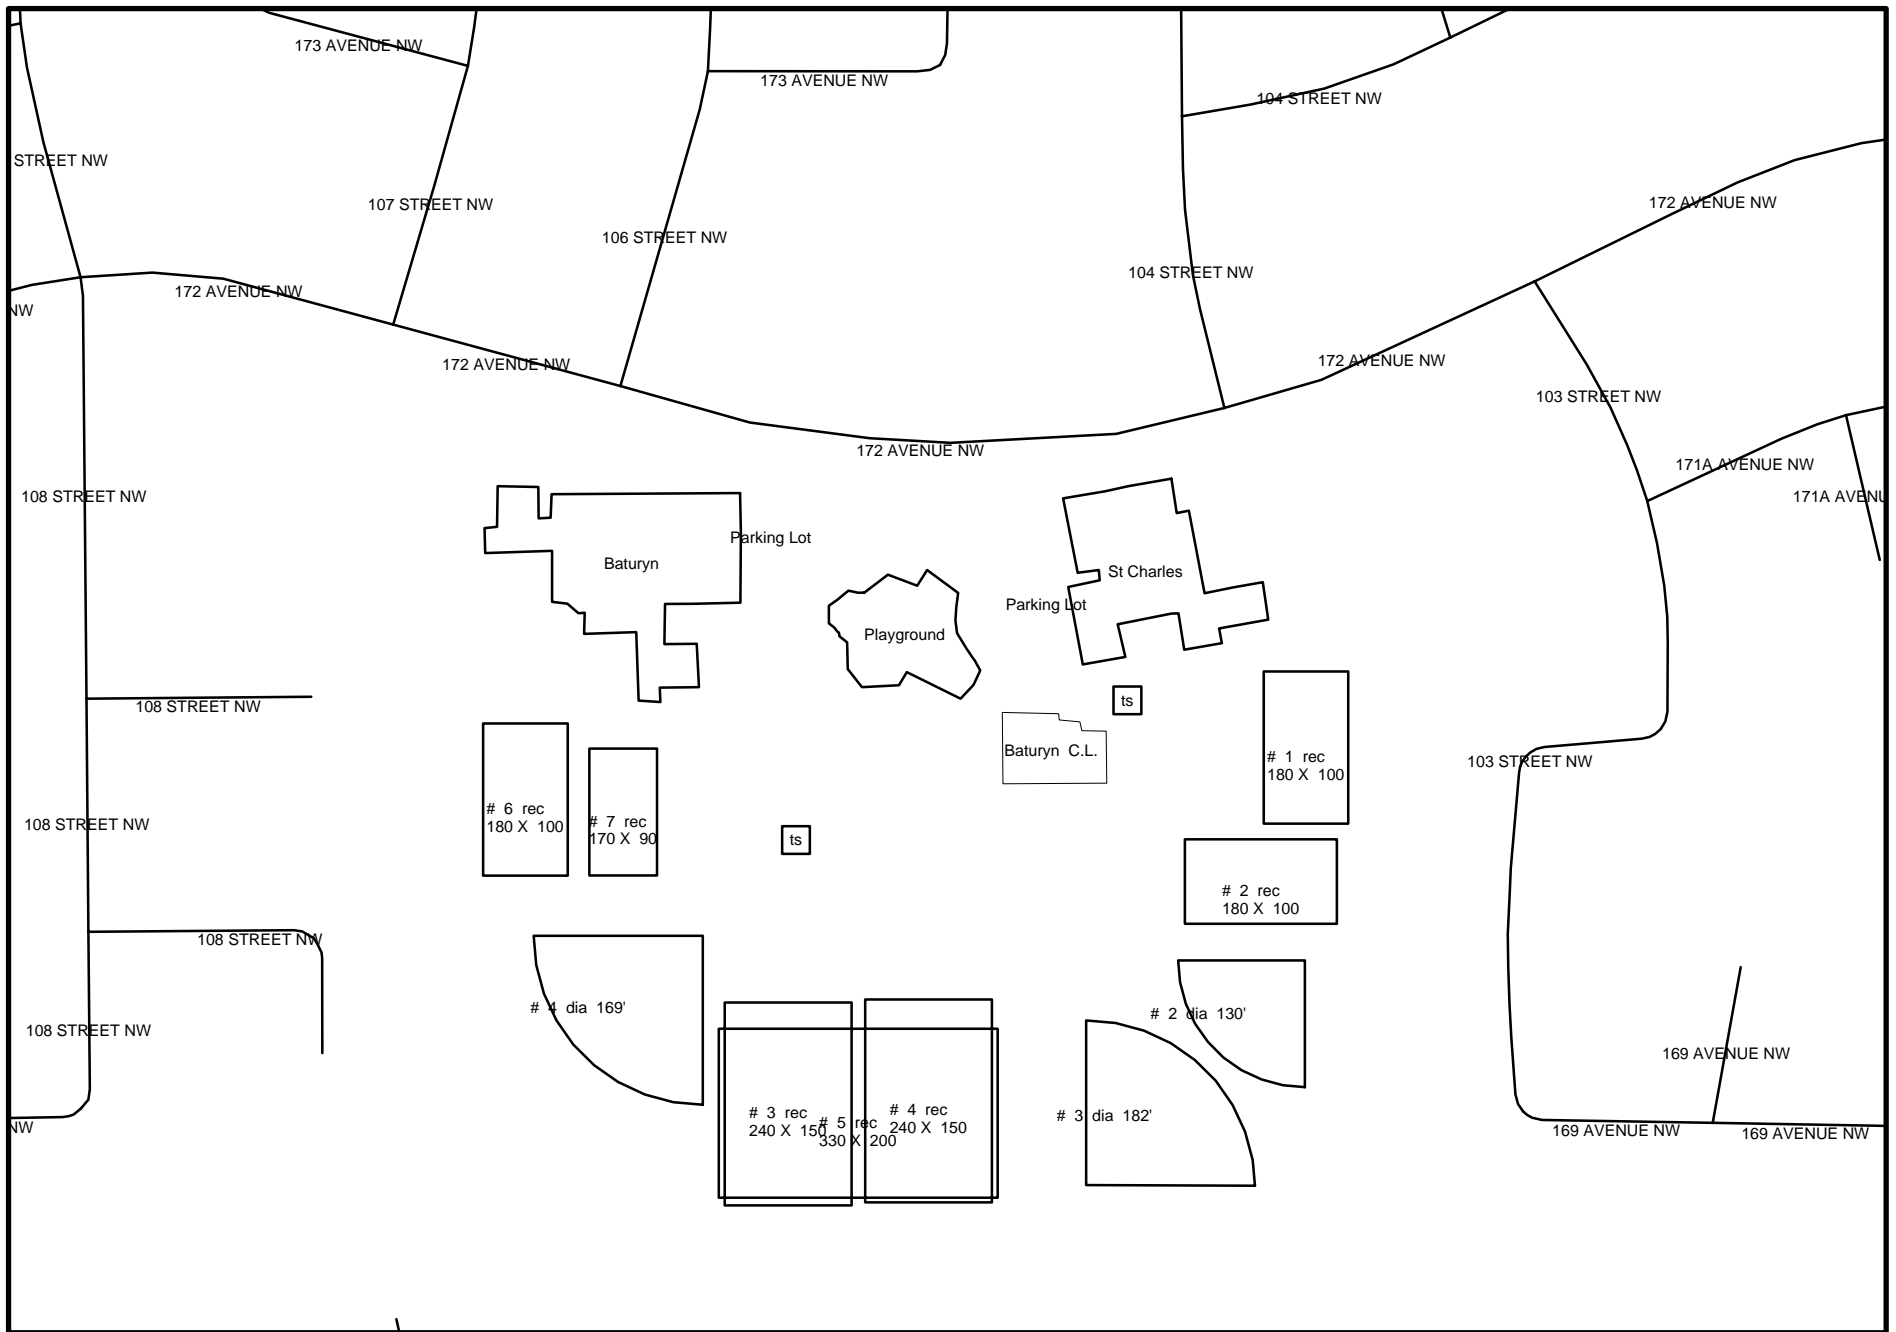 173 AVENUE NW
173 AVENUE NW
104 STREET NW
STREET NW
107 STREET NW
172 AVENUE NW
106 STREET NW
104 STREET NW
172 AVENUE NW
NW
172 AVENUE NW
172 AVENUE NW
103 STREET NW
172 AVENUE NW
171A AVENUE NW
108 STREET NW
171A AVENU
Parking Lot
Baturyn
St Charles
Parking Lot
Playground
ts
108 STREET NW
Baturyn C.L.
# 1 rec
180 X 100
103 STREET NW
# 6 rec
180 X 100
# 7 rec
170 X 90
108 STREET NW
ts
# 2 rec
180 X 100
108 STREET NW
# 4 dia 169'
# 2 dia 130'
108 STREET NW
169 AVENUE NW
# 3 rec
240 X 150
# 5 rec
330 X 200
# 4 rec
240 X 150
# 3 dia 182'
NW
169 AVENUE NW
169 AVENUE NW